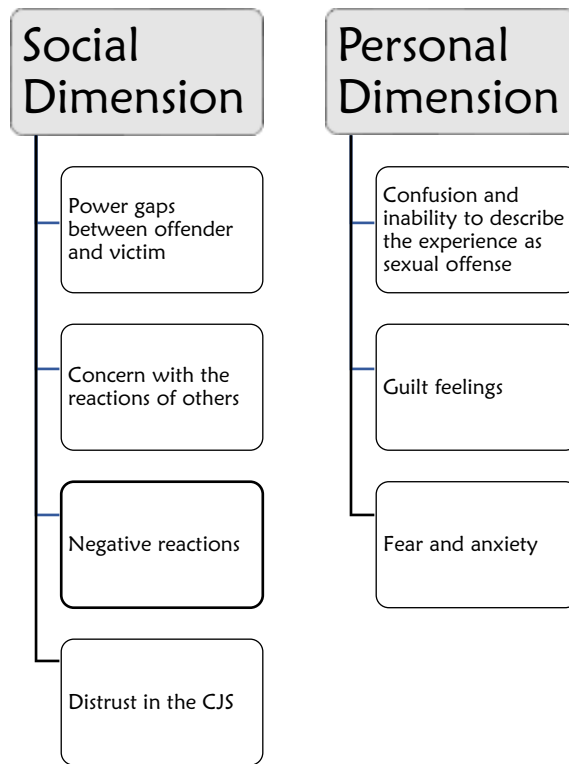 Social
Dimension
Power gaps
between offender
and victim
Concern with the
reactions of others
Negative reactions
Distrust in the CJS
Personal
Dimension
Confusion and
inability to describe
the experience as
sexual offense
Guilt feelings
Fear and anxiety